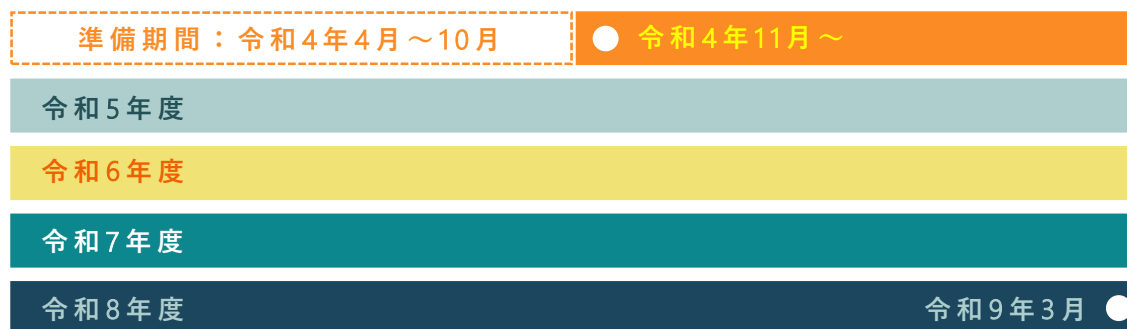 準備期間：令和4年4月～10月
令和4年11月～
令和5年度
令和6年度
令和7年度
令和8年度
令和9年3月